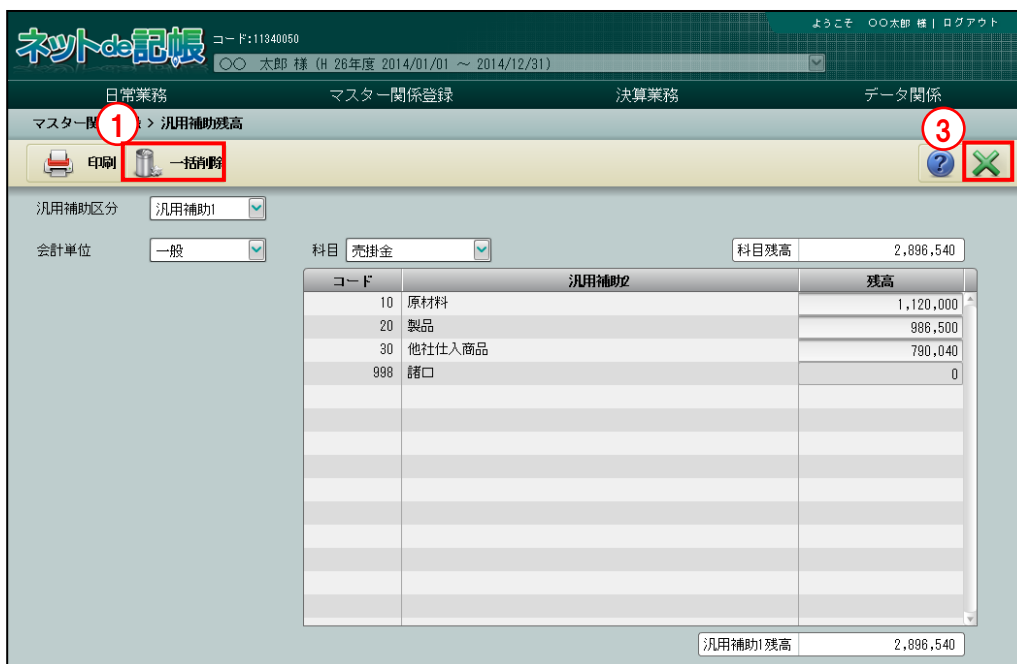 ようこそ 〇〇太郎 様 | ログアウト
ネットde記帳 コード:11340050
〇〇 太郎 様 (H 26年度 2014/01/01 ～ 2014/12/31)
日常業務 マスター関係登録 決算業務 データ関係
マスター関 > 汎用補助残高
① ③
印刷 一括削除 ?
汎用補助区分 汎用補助1
会計単位 一般 科目 売掛金 科目残高 2,896,540
コード 汎用補助2 残高
10 原材料 1,120,000
20 製品 986,500
30 他社仕入商品 790,040
998 諸口 0
汎用補助1残高 2,896,540